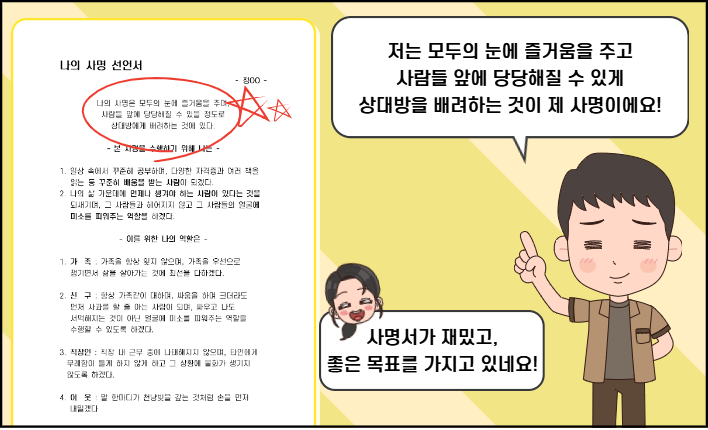 나의 사명 선언서
- 정OO -
나의 사명은 모두의 눈에 즐거움을 주며,
사람들 앞에 당당해질 수 있을 정도로
상대방에게 배려하는 것에 있다.
- 본 사명을 수행하기 위해 나는 -
1. 일상 속에서 꾸준히 공부하며, 다양한 자격증과 여러 책을
읽는 등 꾸준히 배움을 받는 사람이 되겠다.
2. 나의 삶 가운데에 언제나 챙겨야 하는 사람이 있다는 것을
되새기며, 그 사람들과 헤어지지 않고 그 사람들의 얼굴에
미소를 피워주는 역할을 하겠다.
- 이를 위한 나의 역할은 -
1. 가 족 : 가족을 항상 잊지 않으며, 가족을 우선으로
챙기면서 삶을 살아가는 것에 최선을 다하겠다.
2. 친 구 : 항상 가족같이 대하며, 싸움을 하며 크더라도
먼저 사과를 할 줄 아는 사람이 되며, 싸우고 나도
서먹해지는 것이 아닌 얼굴에 미소를 피워주는 역할을
수행할 수 있도록 하겠다.
3. 직장인 : 직장 내 근무 중에 나태해지지 않으며, 타인에게
무례함이 들게 하지 않게 하고 그 상황에 불화가 생기지
않도록 하겠다.
4. 이 웃 : 말 한마디가 천냥빚을 갚는 것처럼 손을 먼저
내밀겠다
저는 모두의 눈에 즐거움을 주고
사람들 앞에 당당해질 수 있게
상대방을 배려하는 것이 제 사명이에요!
사명서가 재밌고,
좋은 목표를 가지고 있네요!